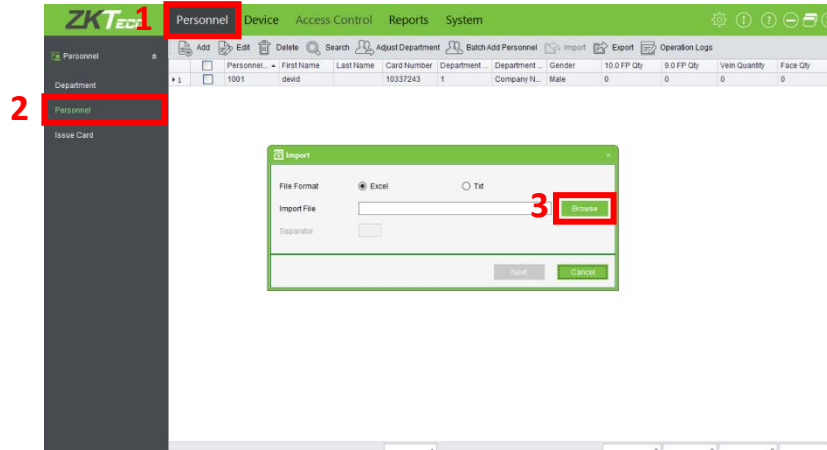 ZKTeco 1 Personnel Device Access Control Reports System
Personnel Add Edit Delete Search Adjust Department Batch Add Personnel Import Export Operation Logs
Personnel... First Name Last Name Card Number Department ... Department ... Gender 10.0 FP Qty 9.0 FP Qty Vein Quantity Face Qty
1 1001 devid 10337243 1 Company N... Male 0 0 0 0
Department
2 Personnel
Issue Card
Import
File Format Excel Txt
Import File 3 Browse
Separator
Next Cancel